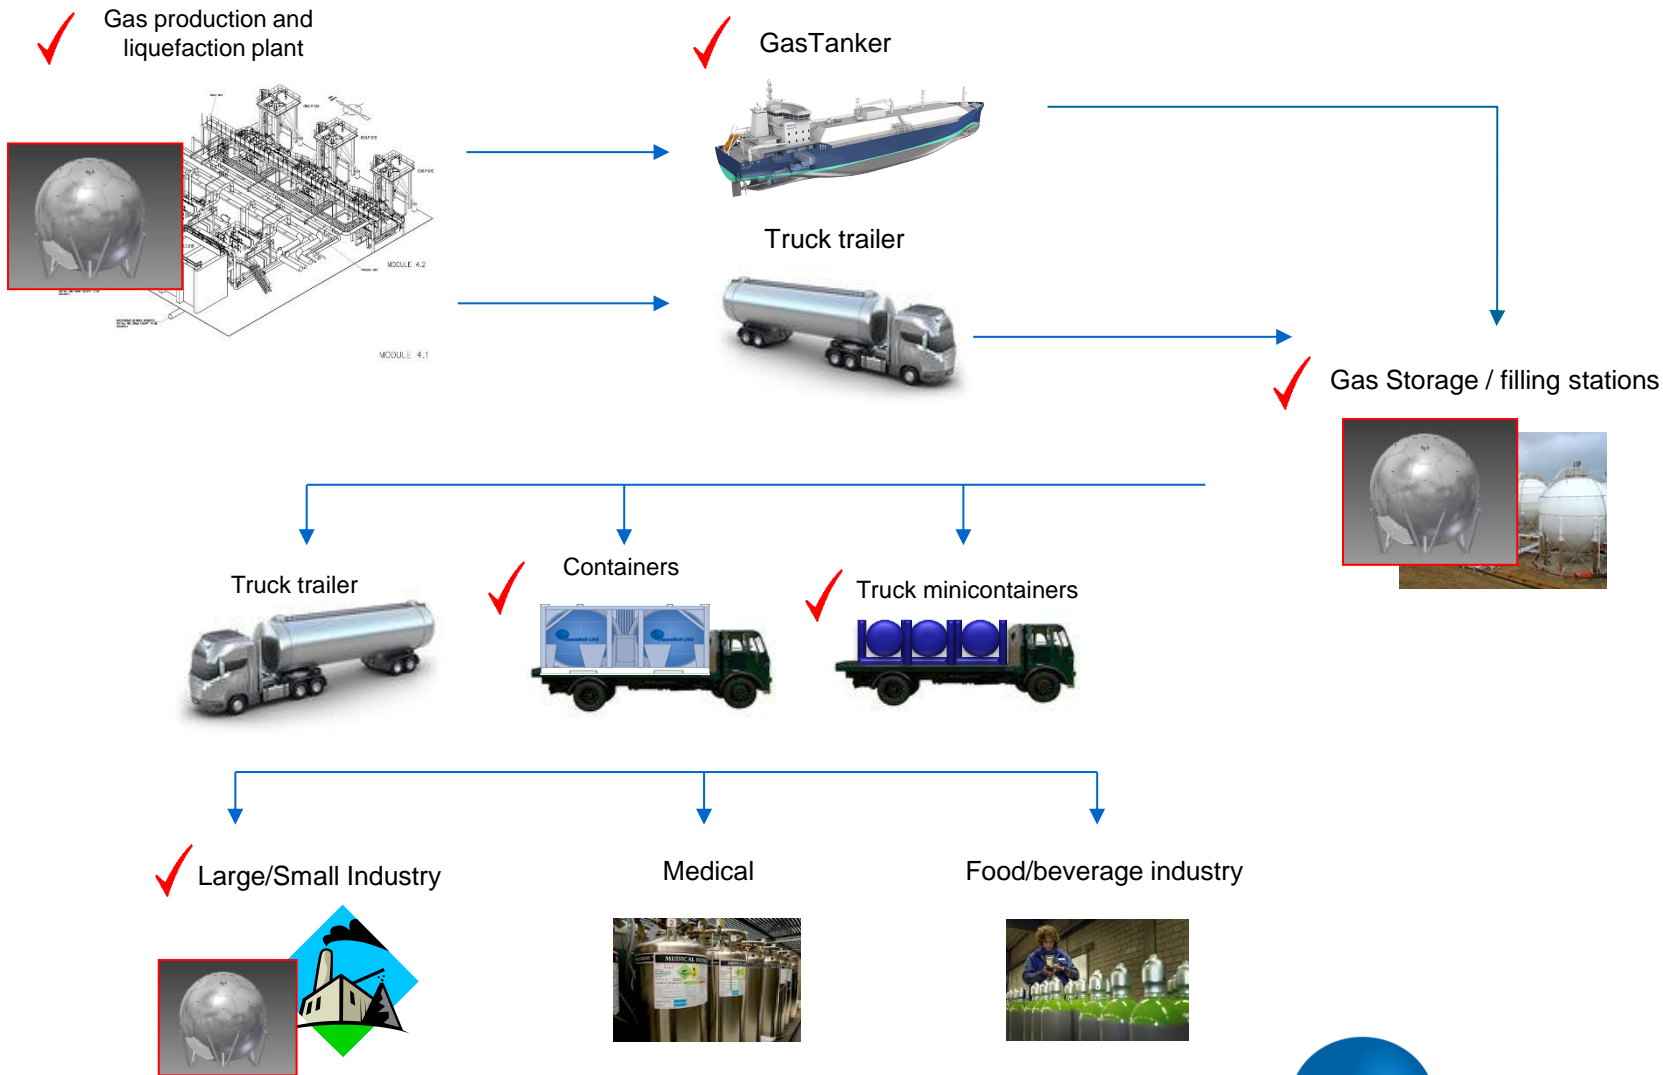 Gas production and
liquefaction plant
GasTanker
MODULE 4.2
MODULE 4.1
Truck trailer
Gas Storage / filling stations
Truck trailer
Containers
Truck minicontainers
Large/Small Industry
Medical
Food/beverage industry
MEDICAL